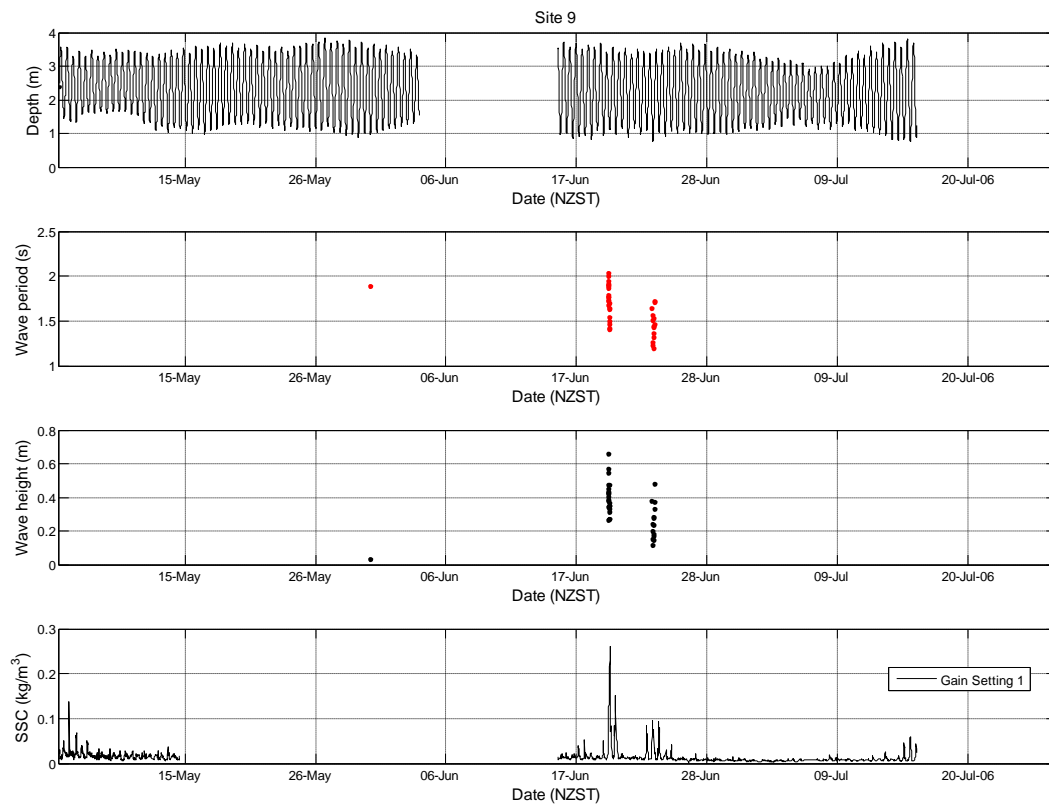 Site 9
4
3
2
1
0
Depth (m)
15-May 26-May 06-Jun 17-Jun 28-Jun 09-Jul 20-Jul-06
Date (NZST)
2.5
2
1.5
1
Wave period (s)
15-May 26-May 06-Jun 17-Jun 28-Jun 09-Jul 20-Jul-06
Date (NZST)
0.8
0.6
0.4
0.2
0
Wave height (m)
15-May 26-May 06-Jun 17-Jun 28-Jun 09-Jul 20-Jul-06
Date (NZST)
0.3
0.2
0.1
0
SSC (kg/m³)
Gain Setting 1
15-May 26-May 06-Jun 17-Jun 28-Jun 09-Jul 20-Jul-06
Date (NZST)